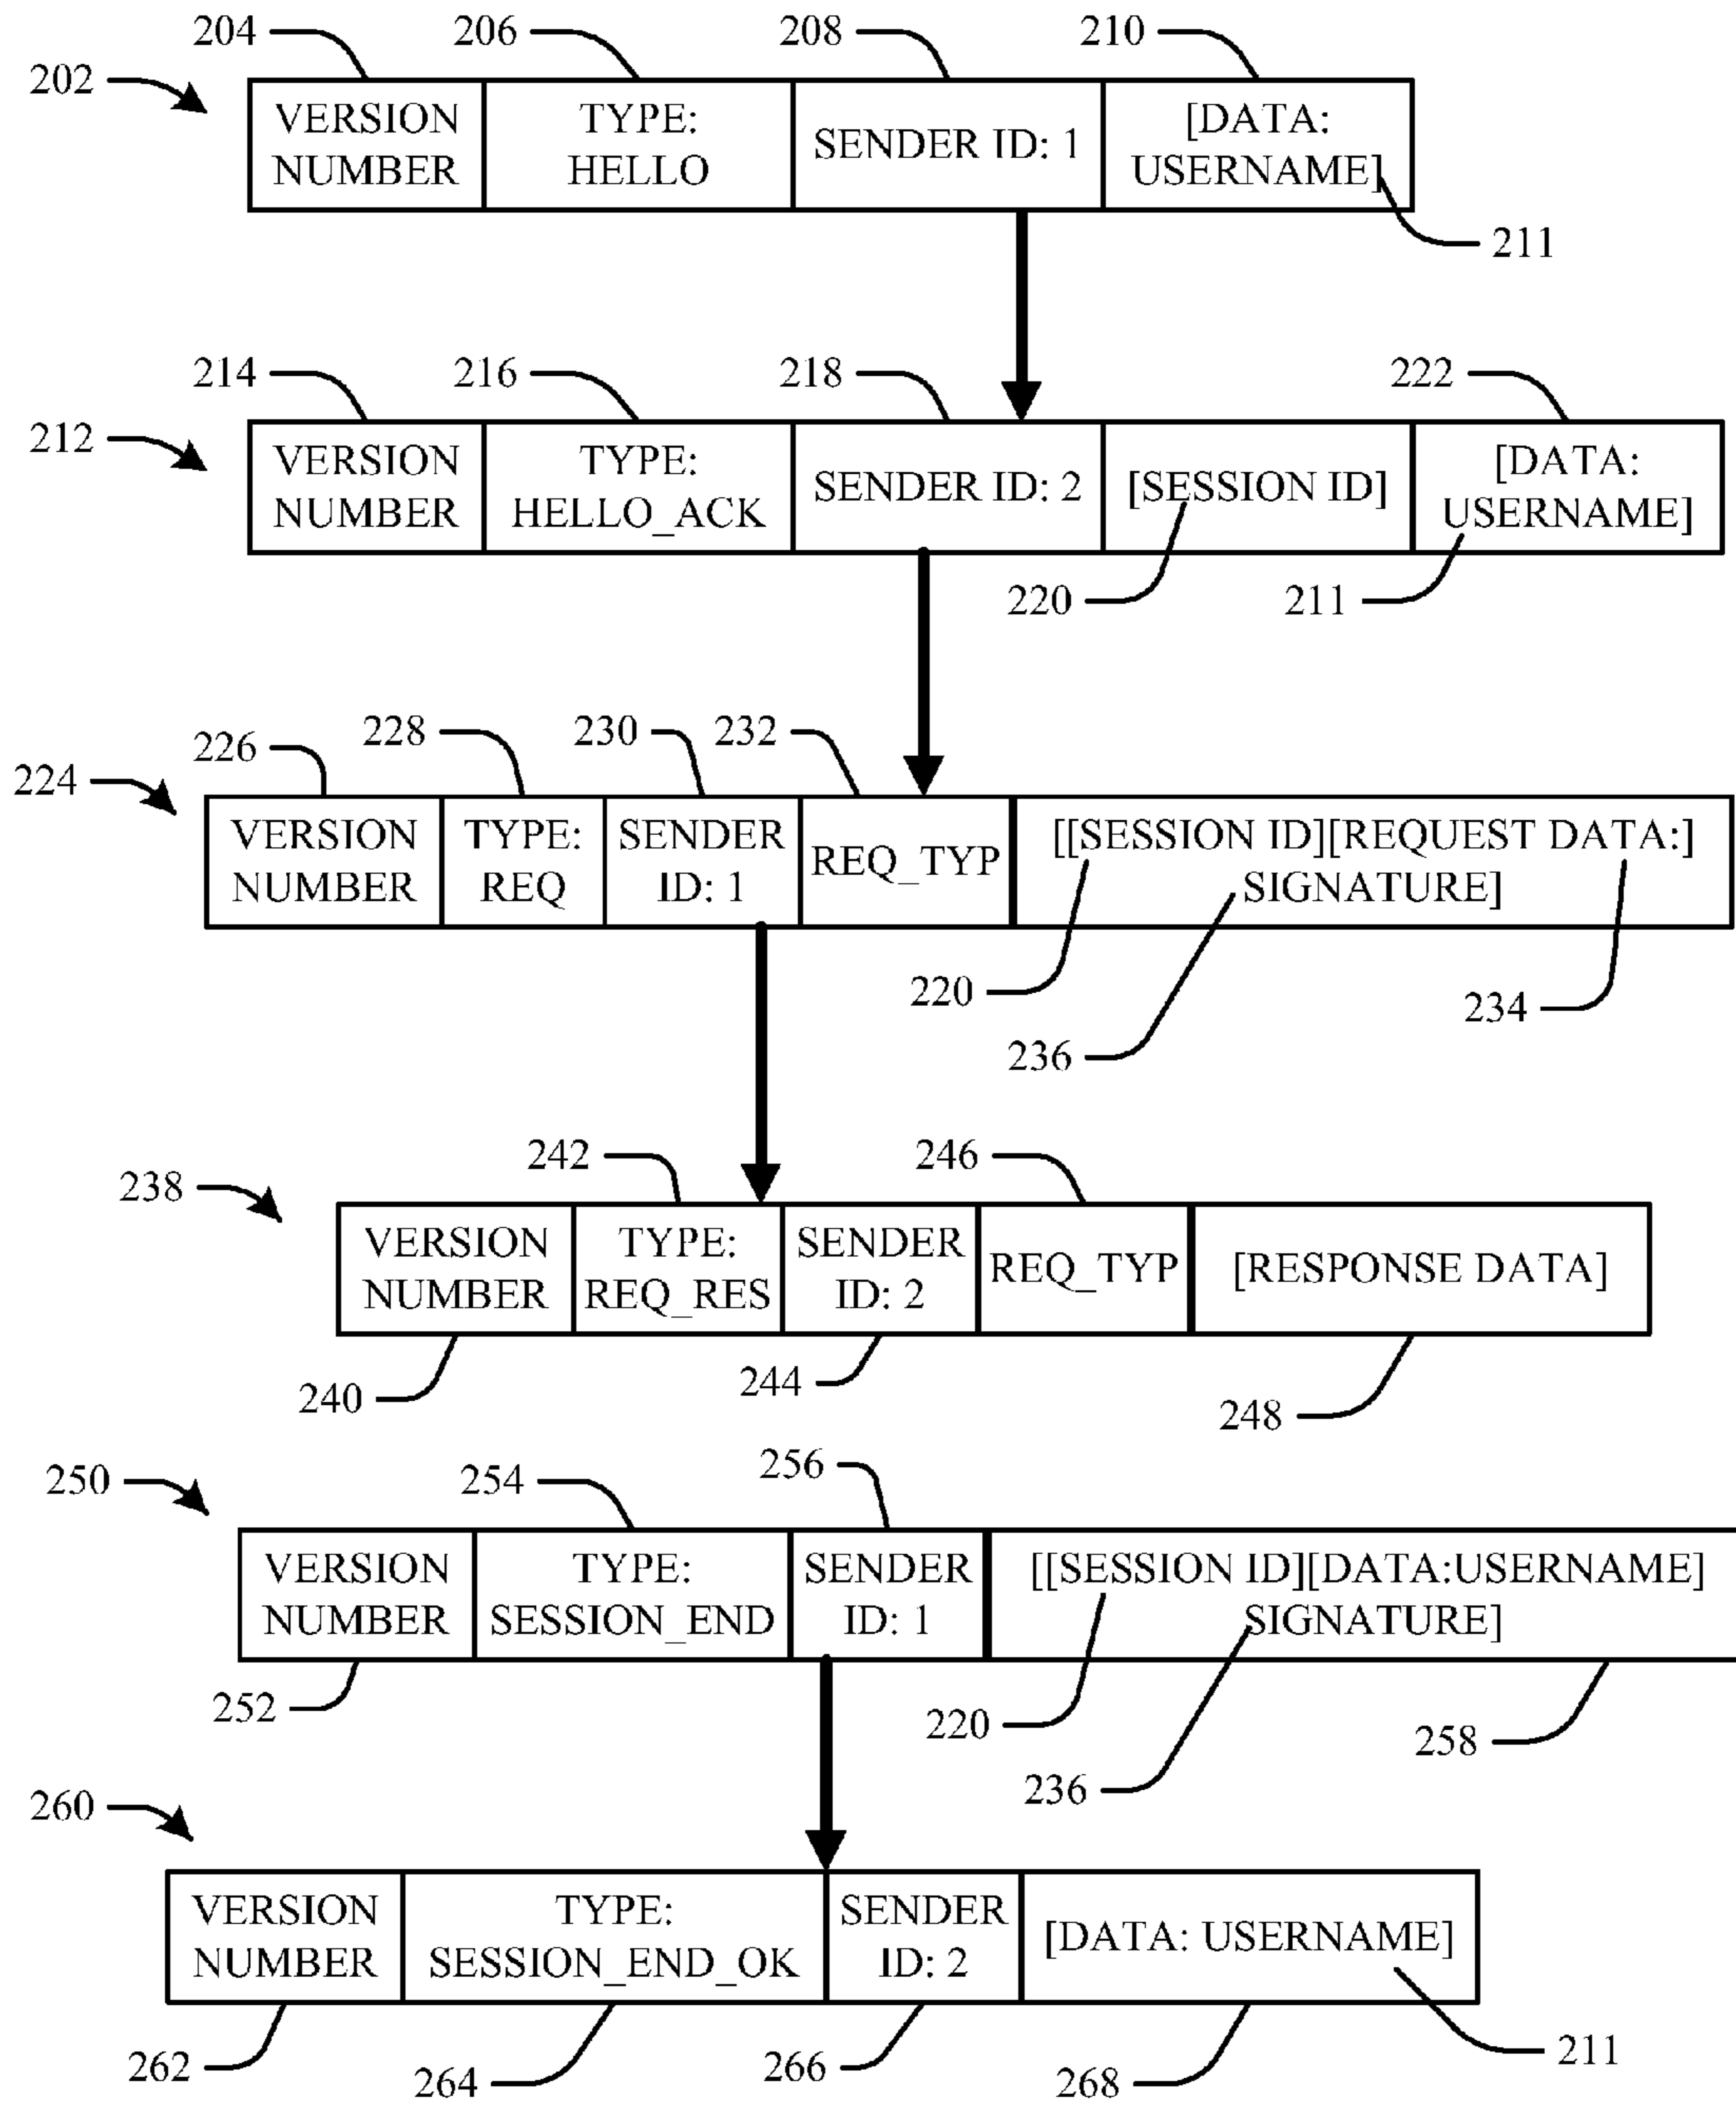 204 206 208 210
202
VERSION NUMBER TYPE: HELLO SENDER ID: 1 [DATA: USERNAME]
211
214 216 218 222
212
VERSION NUMBER TYPE: HELLO_ACK SENDER ID: 2 [SESSION ID] [DATA: USERNAME]
220 211
226 228 230 232
224
VERSION NUMBER TYPE: REQ SENDER ID: 1 REQ_TYP [[SESSION ID][REQUEST DATA:] SIGNATURE]
220 234
236
242 246
238
VERSION NUMBER TYPE: REQ_RES SENDER ID: 2 REQ_TYP [RESPONSE DATA]
240 244 248
250 254 256
VERSION NUMBER TYPE: SESSION_END SENDER ID: 1 [[SESSION ID][DATA:USERNAME] SIGNATURE]
252 220 258
236
260
VERSION NUMBER TYPE: SESSION_END_OK SENDER ID: 2 [DATA: USERNAME]
262 264 266 268 211